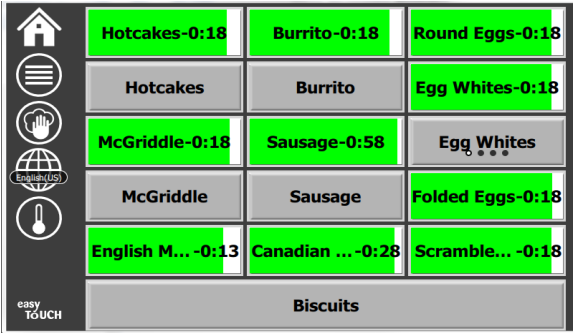 Hotcakes-0:18 Burrito-0:18 Round Eggs-0:18
Hotcakes Burrito Egg Whites-0:18
McGriddle-0:18 Sausage-0:58 Egg Whites
English(US)
McGriddle Sausage Folded Eggs-0:18
English M... -0:13 Canadian ...-0:28 Scramble... -0:18
easy
TOUCH
Biscuits